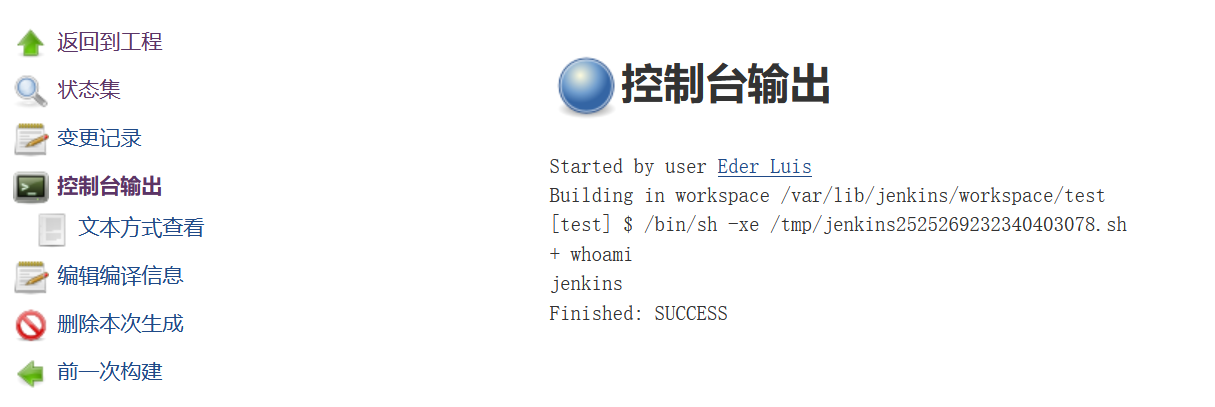 返回到工程
状态集
变更记录
控制台输出
文本方式查看
编辑编译信息
删除本次生成
前一次构建
控制台输出
Started by user Eder Luis
Building in workspace /var/lib/jenkins/workspace/test
[test] $ /bin/sh -xe /tmp/jenkins2525269232340403078.sh
+ whoami
jenkins
Finished: SUCCESS